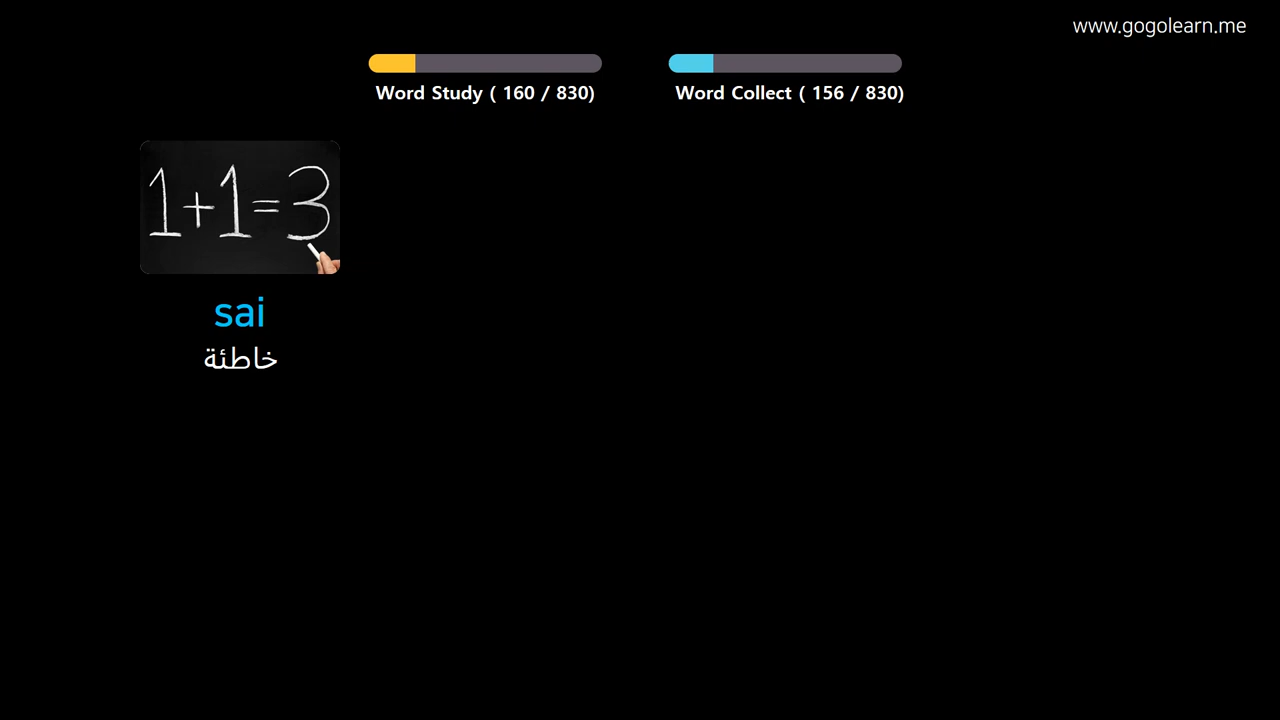 www.gogolearn.me
Word Study ( 160 / 830)
Word Collect ( 156 / 830)
1+1=3
sai
خاطئة